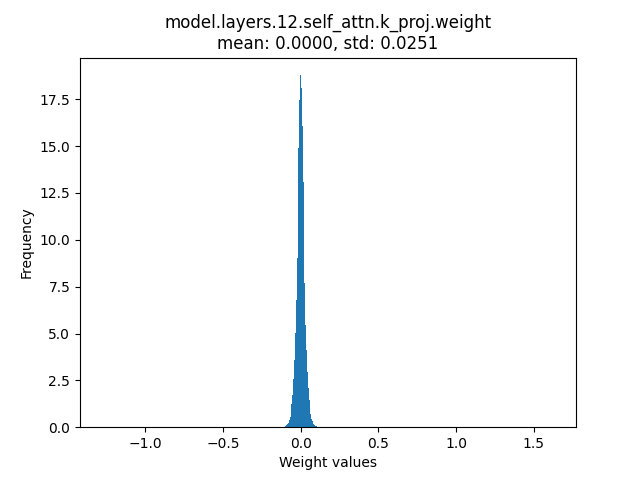 model.layers.12.self_attn.k_proj.weight
mean: 0.0000, std: 0.0251
17.5
15.0
12.5
10.0
7.5
5.0
2.5
0.0
Frequency
−1.0 −0.5 0.0 0.5 1.0 1.5
Weight values